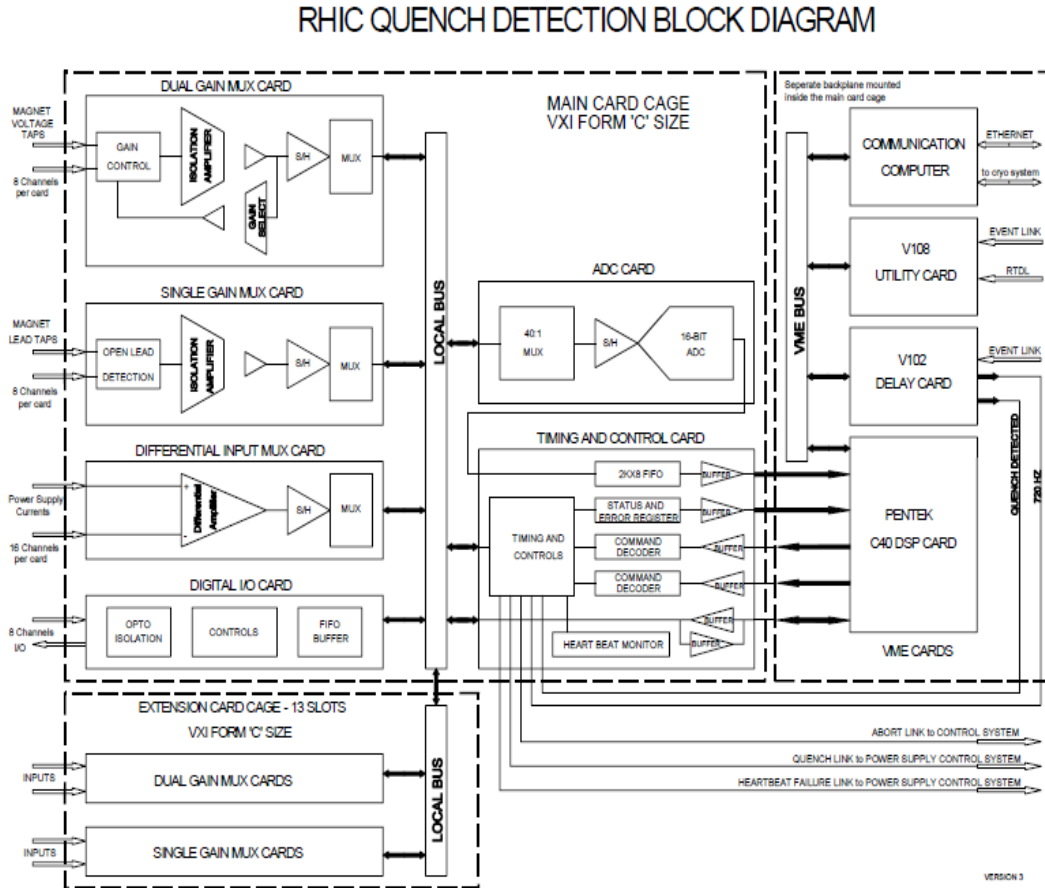 RHIC QUENCH DETECTION BLOCK DIAGRAM
DUAL GAIN MUX CARD
MAGNET
VOLTAGE
TAPS
8 Channels
per card
GAIN
CONTROL
ISOLATION
AMPLIFIER
GAIN
SELECT
S/H
MUX
MAIN CARD CAGE
VXI FORM 'C' SIZE
SINGLE GAIN MUX CARD
MAGNET
LEAD TAPS
8 Channels
per card
OPEN LEAD
DETECTION
ISOLATION
AMPLIFIER
S/H
MUX
DIFFERENTIAL INPUT MUX CARD
Power Supply
Currents
16 Channels
per card
+
-
Differential
Amplifier
S/H
MUX
DIGITAL I/O CARD
8 Channels
I/O
OPTO
ISOLATION
CONTROLS
FIFO
BUFFER
LOCAL BUS
ADC CARD
40:1
MUX
S/H
16-BIT
ADC
TIMING AND CONTROL CARD
2KX8 FIFO
BUFFER
STATUS AND
ERROR REGISTER
BUFFER
TIMING AND
CONTROLS
COMMAND
DECODER
BUFFER
COMMAND
DECODER
BUFFER
BUFFER
BUFFER
HEART BEAT MONITOR
Seperate backplane mounted
inside the main card cage
VME BUS
COMMUNICATION
COMPUTER
ETHERNET
to cryo system
V108
UTILITY CARD
EVENT LINK
RTDL
V102
DELAY CARD
EVENT LINK
QUENCH DETECTED
720 HZ
PENTEK
C40 DSP CARD
VME CARDS
EXTENSION CARD CAGE - 13 SLOTS
VXI FORM 'C' SIZE
INPUTS
DUAL GAIN MUX CARDS
INPUTS
SINGLE GAIN MUX CARDS
LOCAL BUS
ABORT LINK to CONTROL SYSTEM
QUENCH LINK to POWER SUPPLY CONTROL SYSTEM
HEARTBEAT FAILURE LINK to POWER SUPPLY CONTROL SYSTEM
VERSION 3